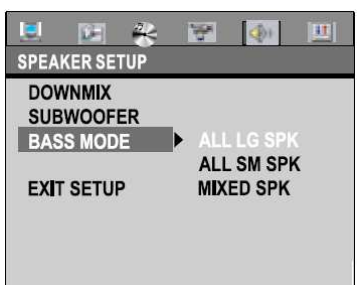 SPEAKER SETUP
DOWNMIX
SUBWOOFER
BASS MODE ALL LG SPK
ALL SM SPK
EXIT SETUP MIXED SPK